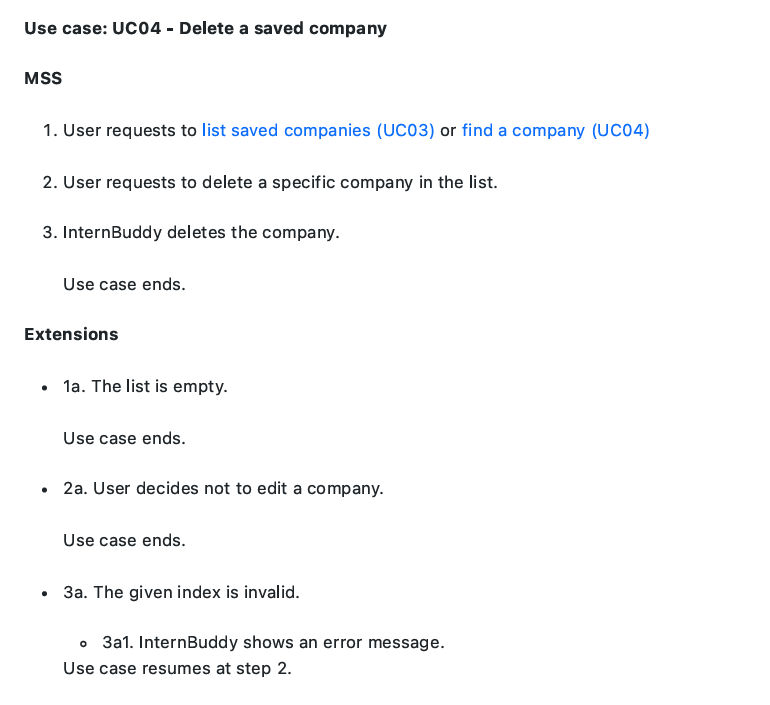 Use case: UC04 - Delete a saved company
MSS
1. User requests to list saved companies (UC03) or find a company (UC04)
2. User requests to delete a specific company in the list.
3. InternBuddy deletes the company.
Use case ends.
Extensions
• 1a. The list is empty.
Use case ends.
• 2a. User decides not to edit a company.
Use case ends.
• 3a. The given index is invalid.
◦ 3a1. InternBuddy shows an error message.
Use case resumes at step 2.